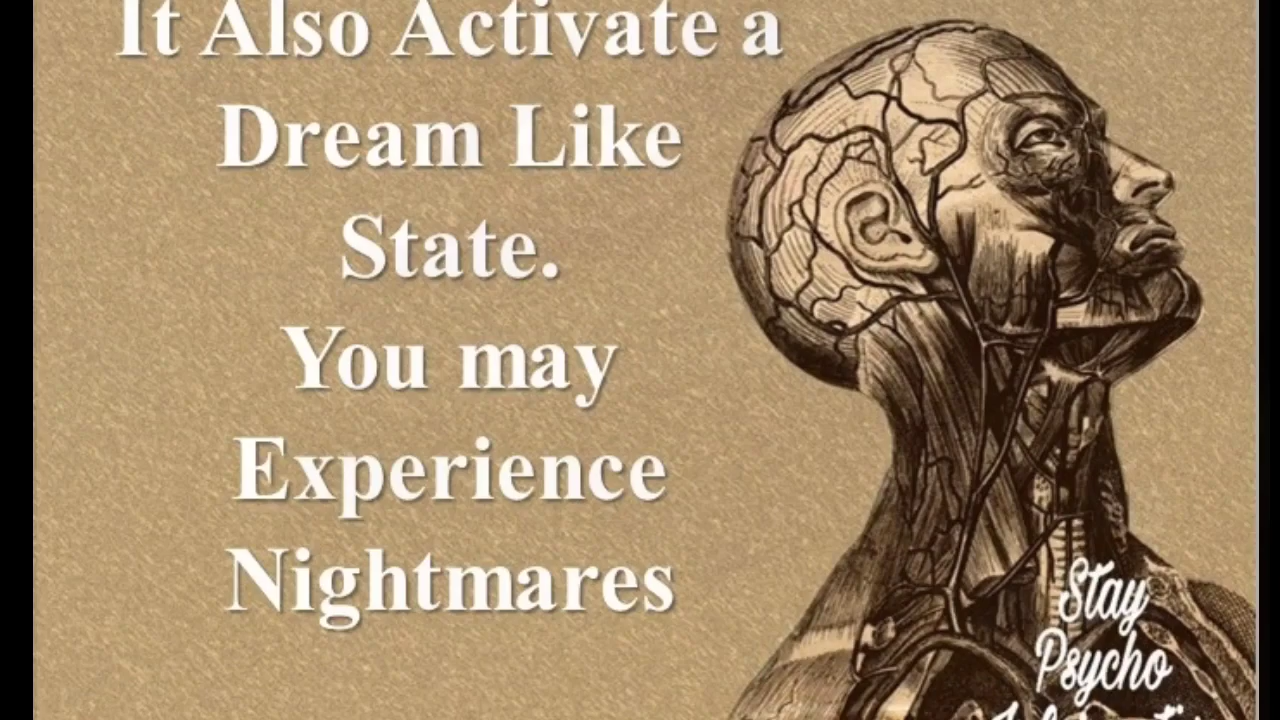 It Also Activate a
Dream Like
State.
You may
Experience
Nightmares
Stay
Psycho